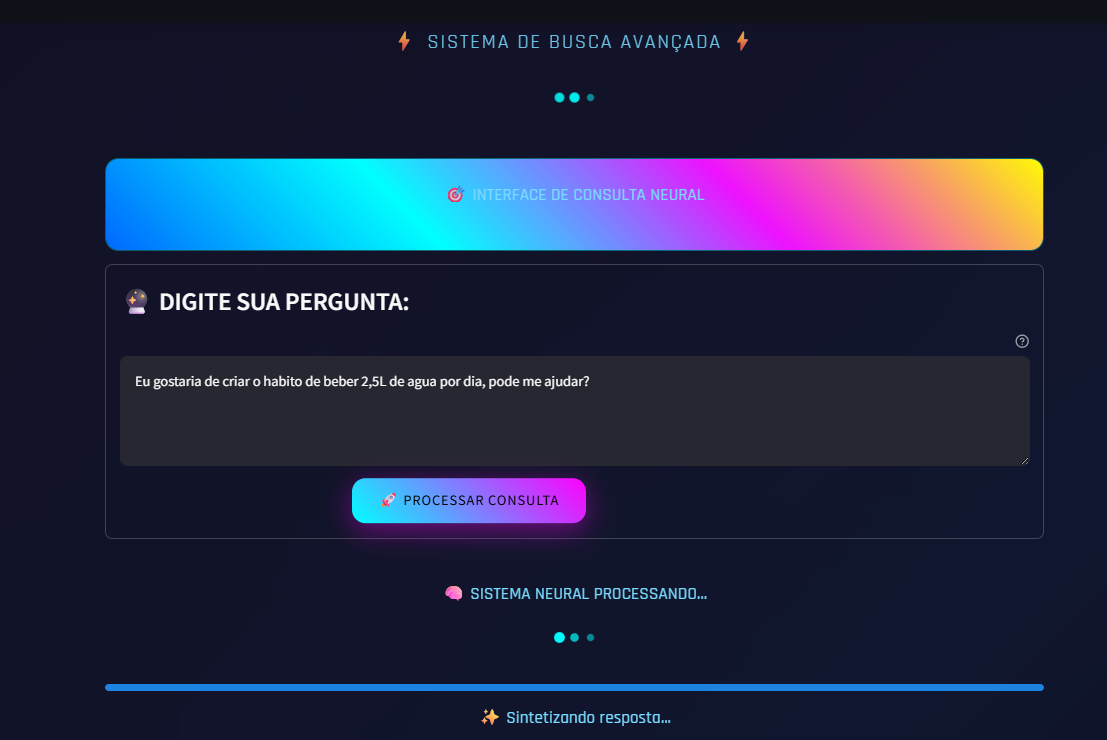 ⚡ SISTEMA DE BUSCA AVANÇADA ⚡
🎯 INTERFACE DE CONSULTA NEURAL
🔮 DIGITE SUA PERGUNTA:
Eu gostaria de criar o habito de beber 2,5L de agua por dia, pode me ajudar?
🚀 PROCESSAR CONSULTA
🧠 SISTEMA NEURAL PROCESSANDO...
✨ Sintetizando resposta...